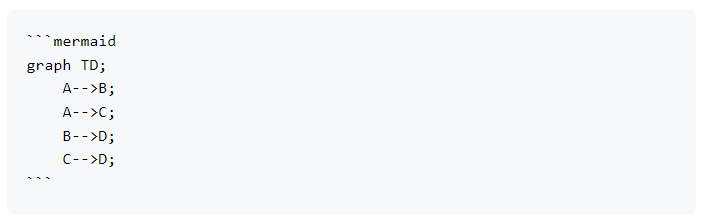 ```mermaid
graph TD;
    A-->B;
    A-->C;
    B-->D;
    C-->D;
```